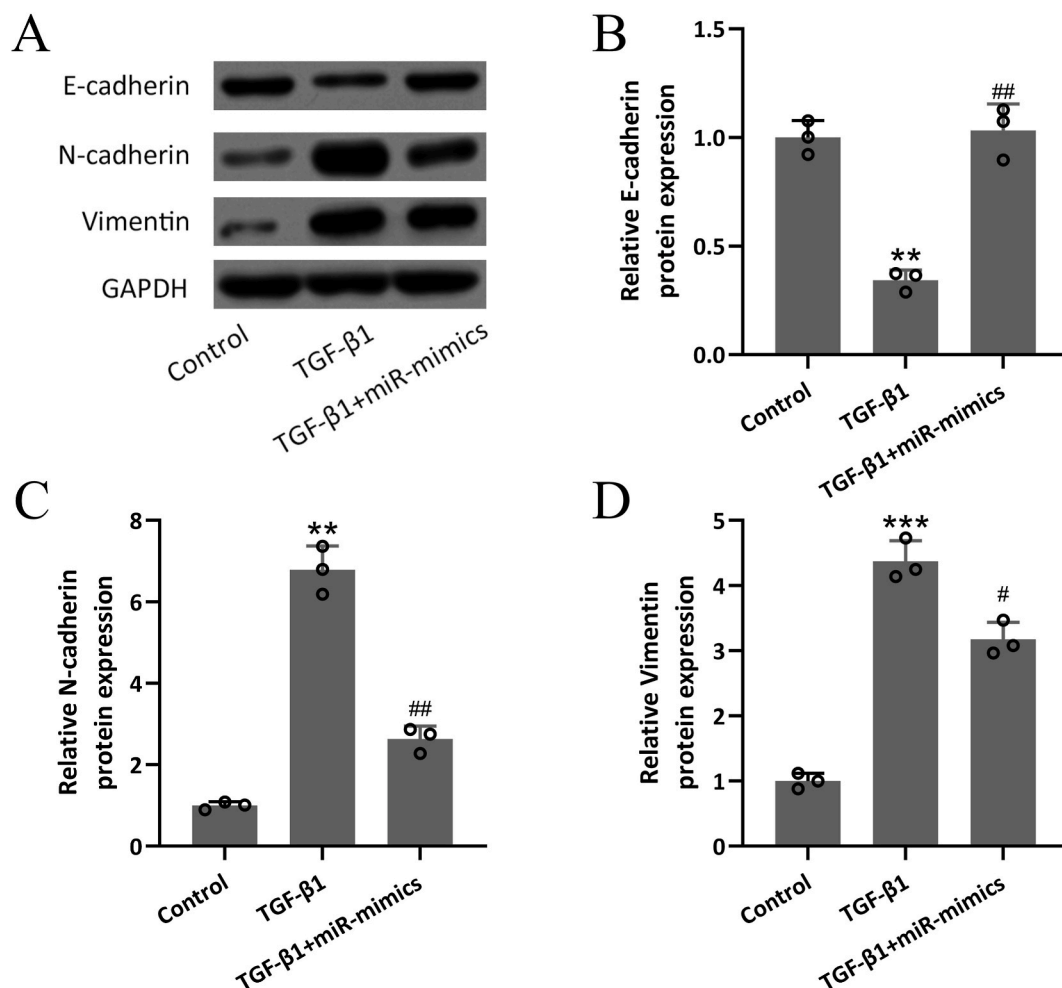 A
E-cadherin
N-cadherin
Vimentin
GAPDH
Control
TGF-β1
TGF-β1+miR-mimics
B
Relative E-cadherin
protein expression
1.5
1.0
0.5
0.0
**
##
Control
TGF-β1
TGF-β1+miR-mimics
C
Relative N-cadherin
protein expression
8
6
4
2
0
**
##
Control
TGF-β1
TGF-β1+miR-mimics
D
Relative Vimentin
protein expression
5
4
3
2
1
0
***
#
Control
TGF-β1
TGF-β1+miR-mimics